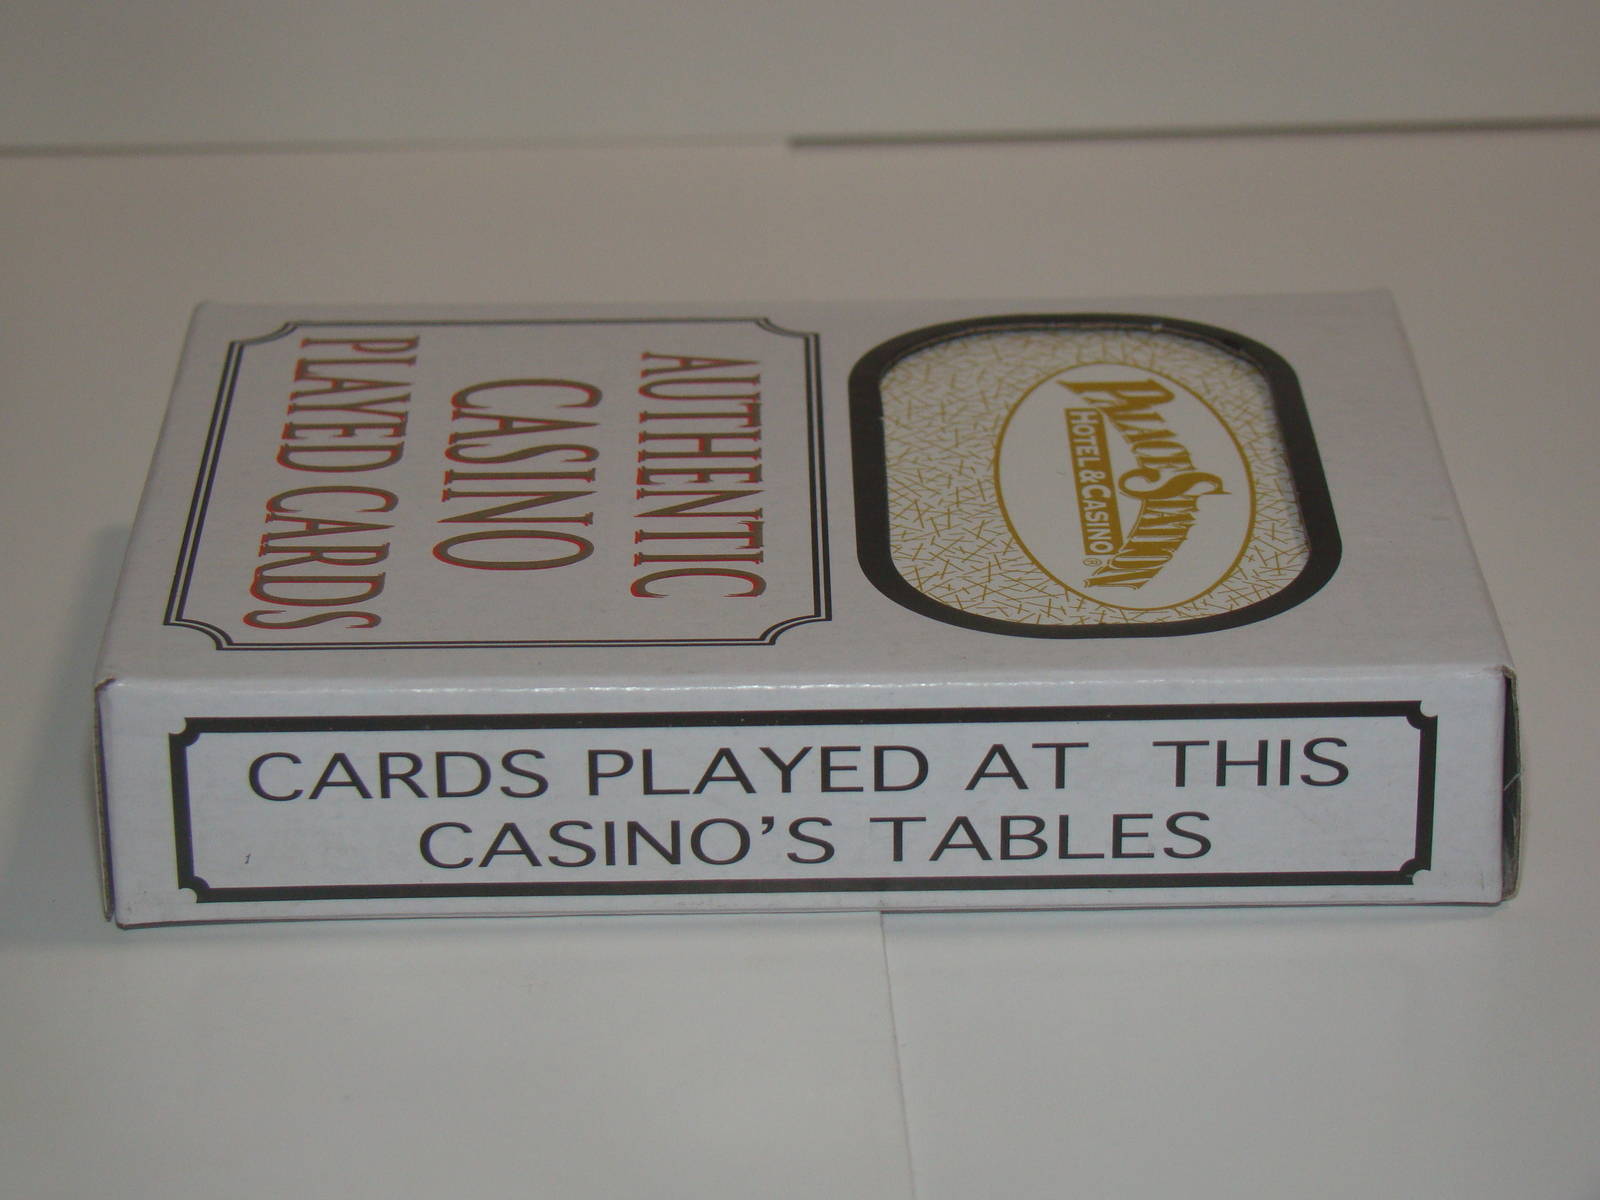 PALACE STATION
HOTEL & CASINO®
AUTHENTIC
CASINO
PLAYED CARDS
CARDS PLAYED AT THIS
CASINO'S TABLES